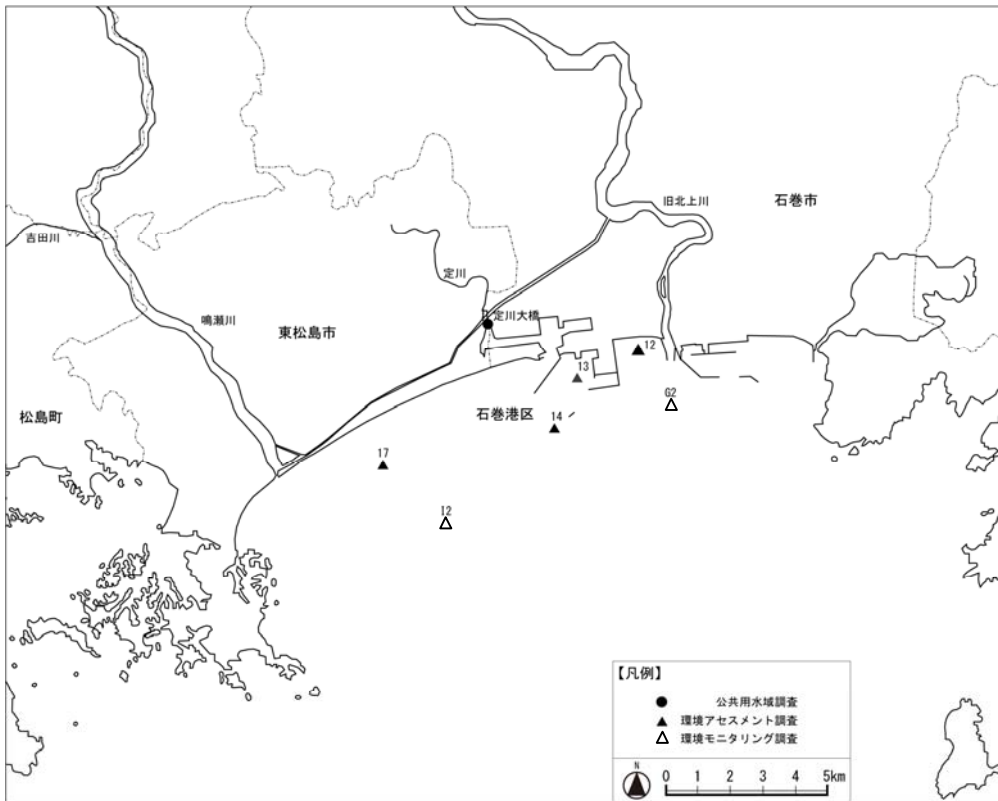 旧北上川
石巻市
吉田川
定川
鳴瀬川
東松島市
定川大橋
12
13
G2
松島町
石巻港区
14
17
I2
【凡例】
公共用水域調査
環境アセスメント調査
環境モニタリング調査
N
0 1 2 3 4 5km